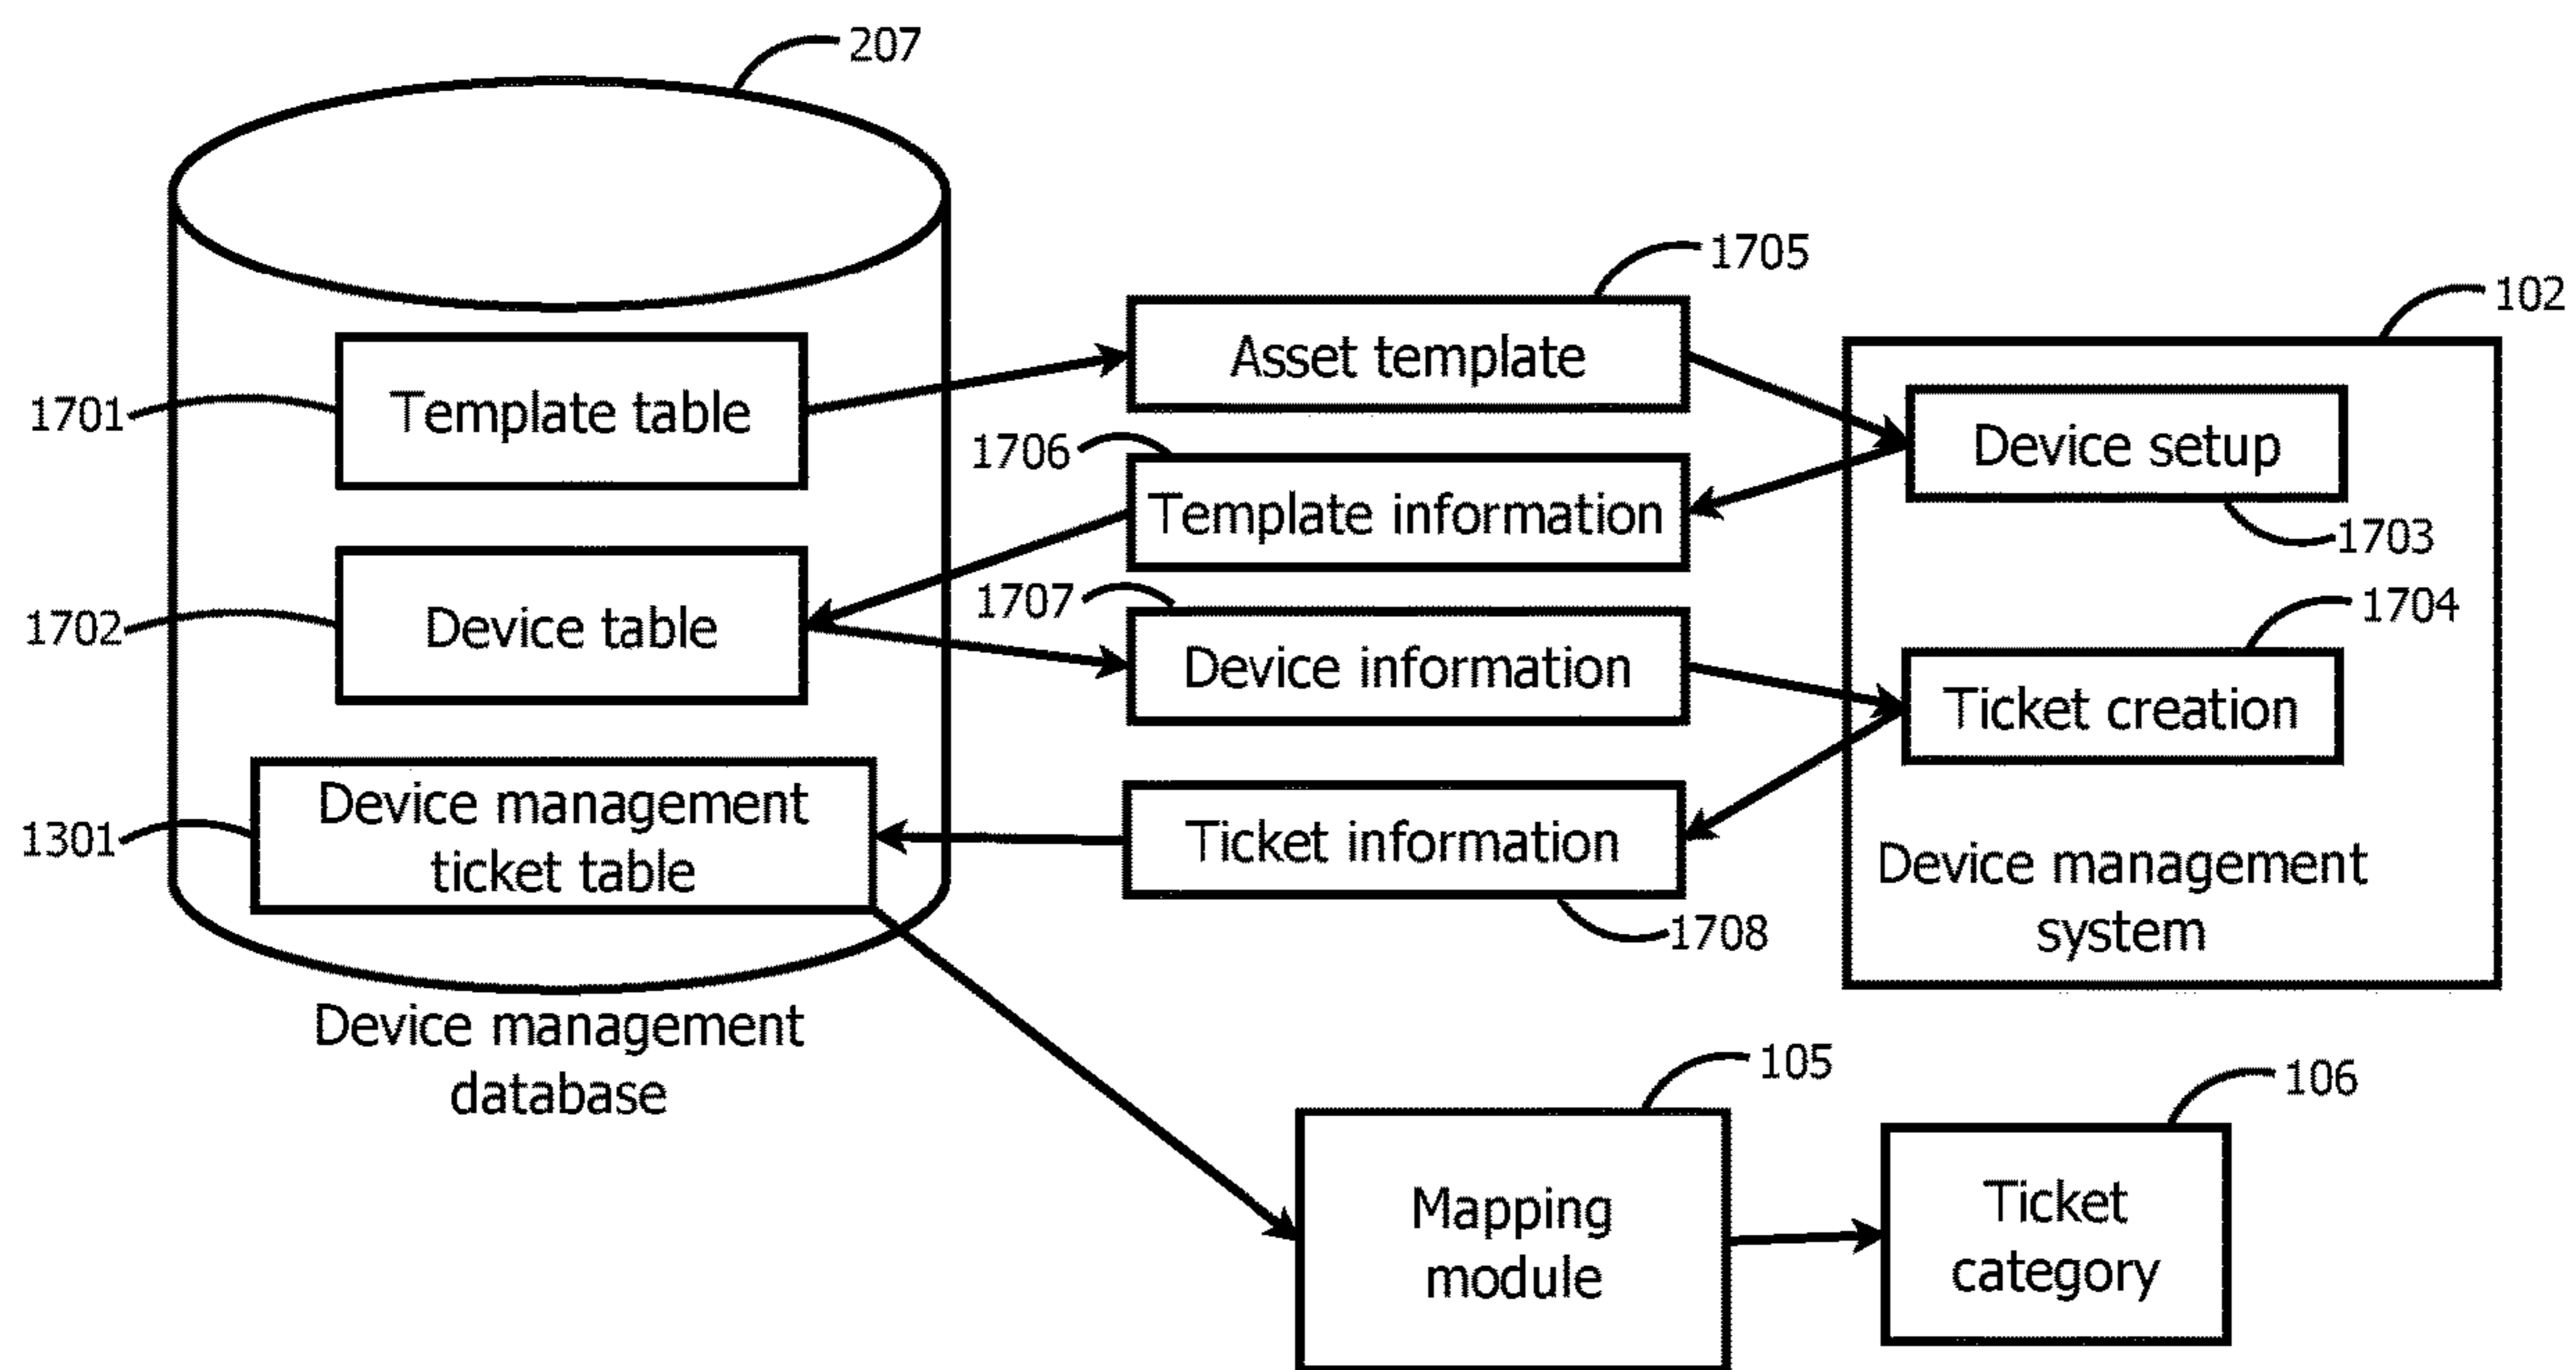 207
1705
102
Asset template
Template table
1701
1706
Device setup
Template information
1703
1707
1704
Device table
1702
Device information
Ticket creation
Device management
ticket table
1301
Ticket information
Device management
system
1708
Device management
database
105
106
Mapping
module
Ticket
category